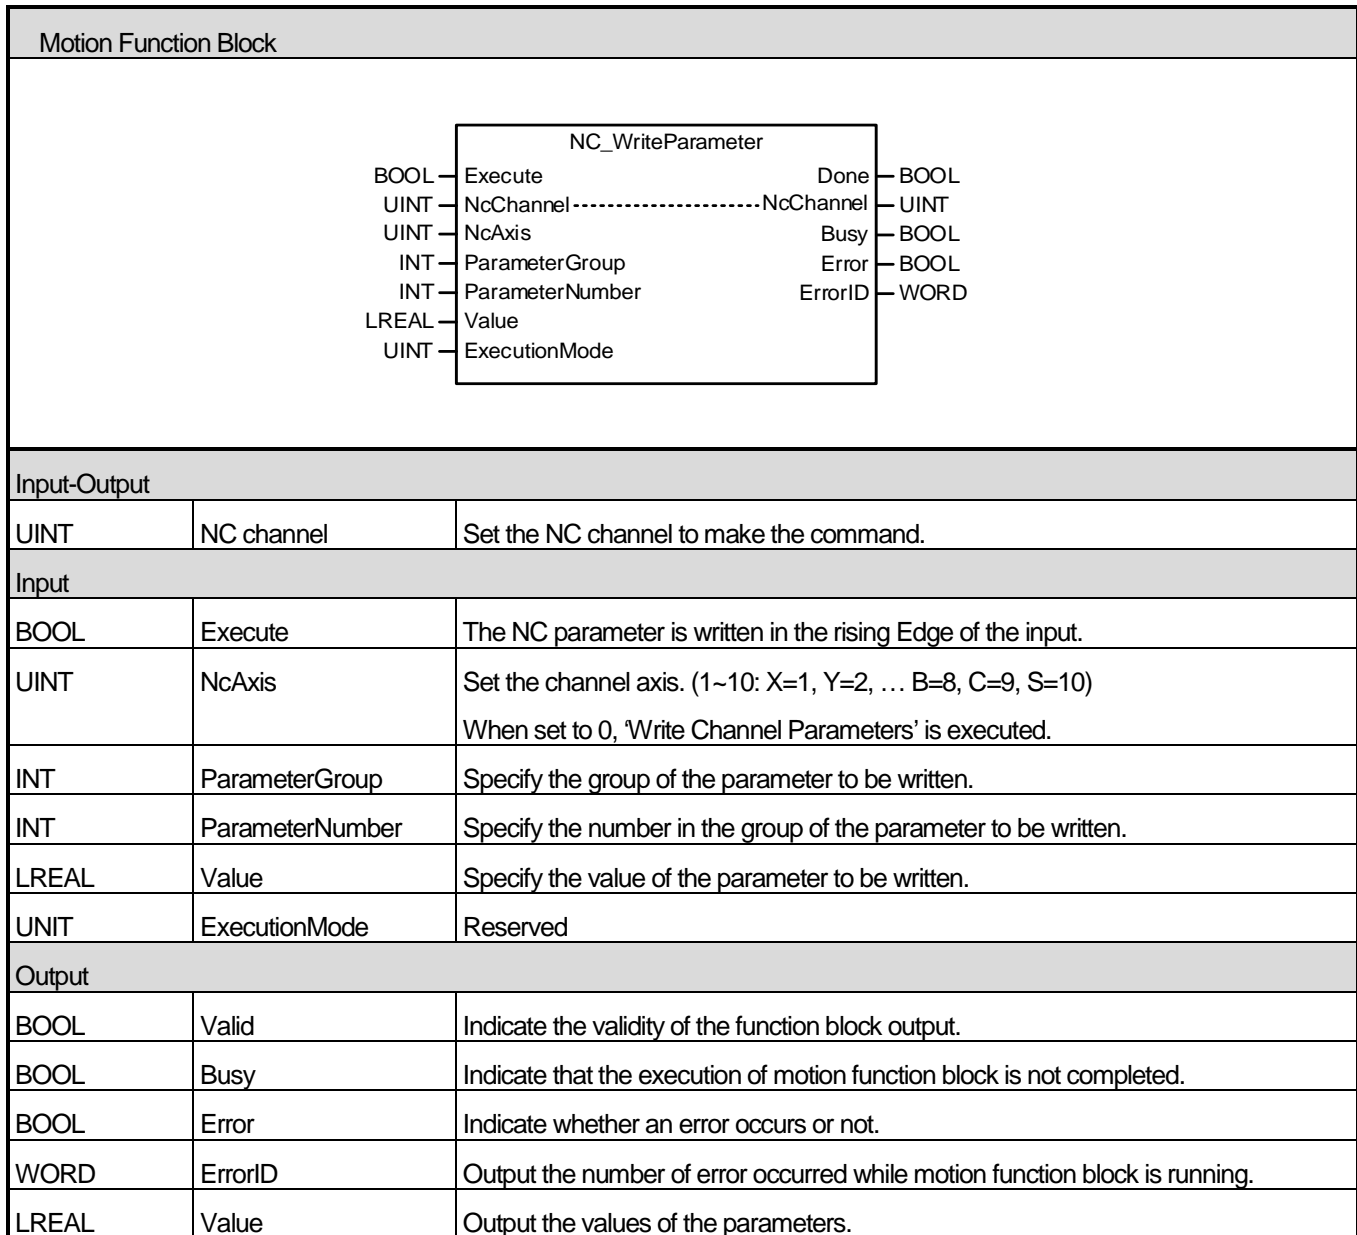 Motion Function Block
NC_WriteParameter
BOOL Execute Done BOOL
UINT NcChannel NcChannel UINT
UINT NcAxis Busy BOOL
INT ParameterGroup Error BOOL
INT ParameterNumber ErrorID WORD
LREAL Value
UINT ExecutionMode
Input-Output
UINT NC channel Set the NC channel to make the command.
Input
BOOL Execute The NC parameter is written in the rising Edge of the input.
UINT NcAxis Set the channel axis. (1~10: X=1, Y=2, … B=8, C=9, S=10)
When set to 0, ‘Write Channel Parameters’ is executed.
INT ParameterGroup Specify the group of the parameter to be written.
INT ParameterNumber Specify the number in the group of the parameter to be written.
LREAL Value Specify the value of the parameter to be written.
UNIT ExecutionMode Reserved
Output
BOOL Valid Indicate the validity of the function block output.
BOOL Busy Indicate that the execution of motion function block is not completed.
BOOL Error Indicate whether an error occurs or not.
WORD ErrorID Output the number of error occurred while motion function block is running.
LREAL Value Output the values of the parameters.